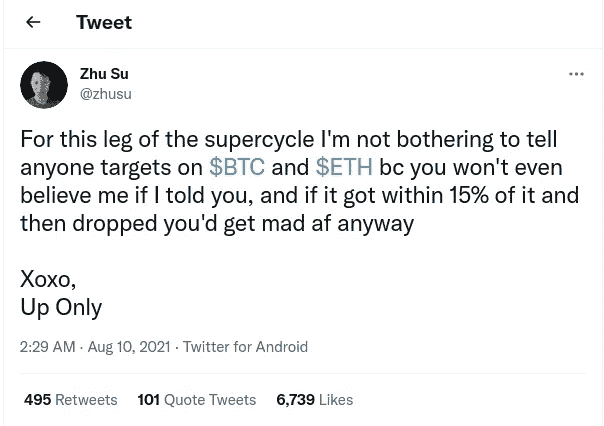 Tweet
Zhu Su
@zhusu
For this leg of the supercycle I'm not bothering to tell
anyone targets on $BTC and $ETH bc you won't even
believe me if I told you, and if it got within 15% of it and
then dropped you'd get mad af anyway
Xoxo,
Up Only
2:29 AM · Aug 10, 2021 · Twitter for Android
495 Retweets 101 Quote Tweets 6,739 Likes